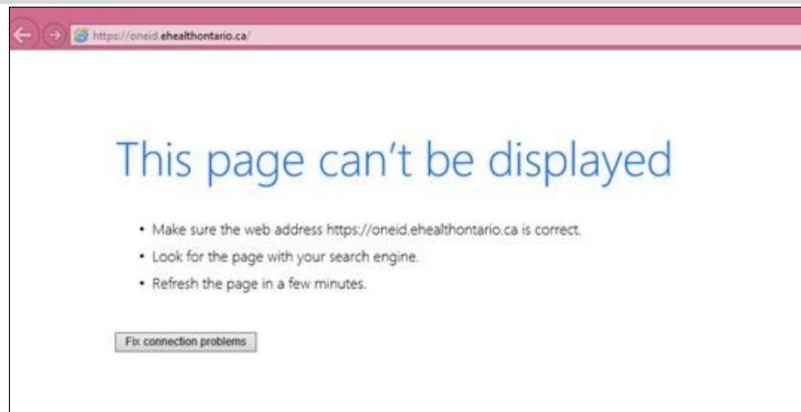 https://oneid.ehealthontario.ca/
This page can't be displayed
• Make sure the web address https://oneid.ehealthontario.ca is correct.
• Look for the page with your search engine.
• Refresh the page in a few minutes.
Fix connection problems